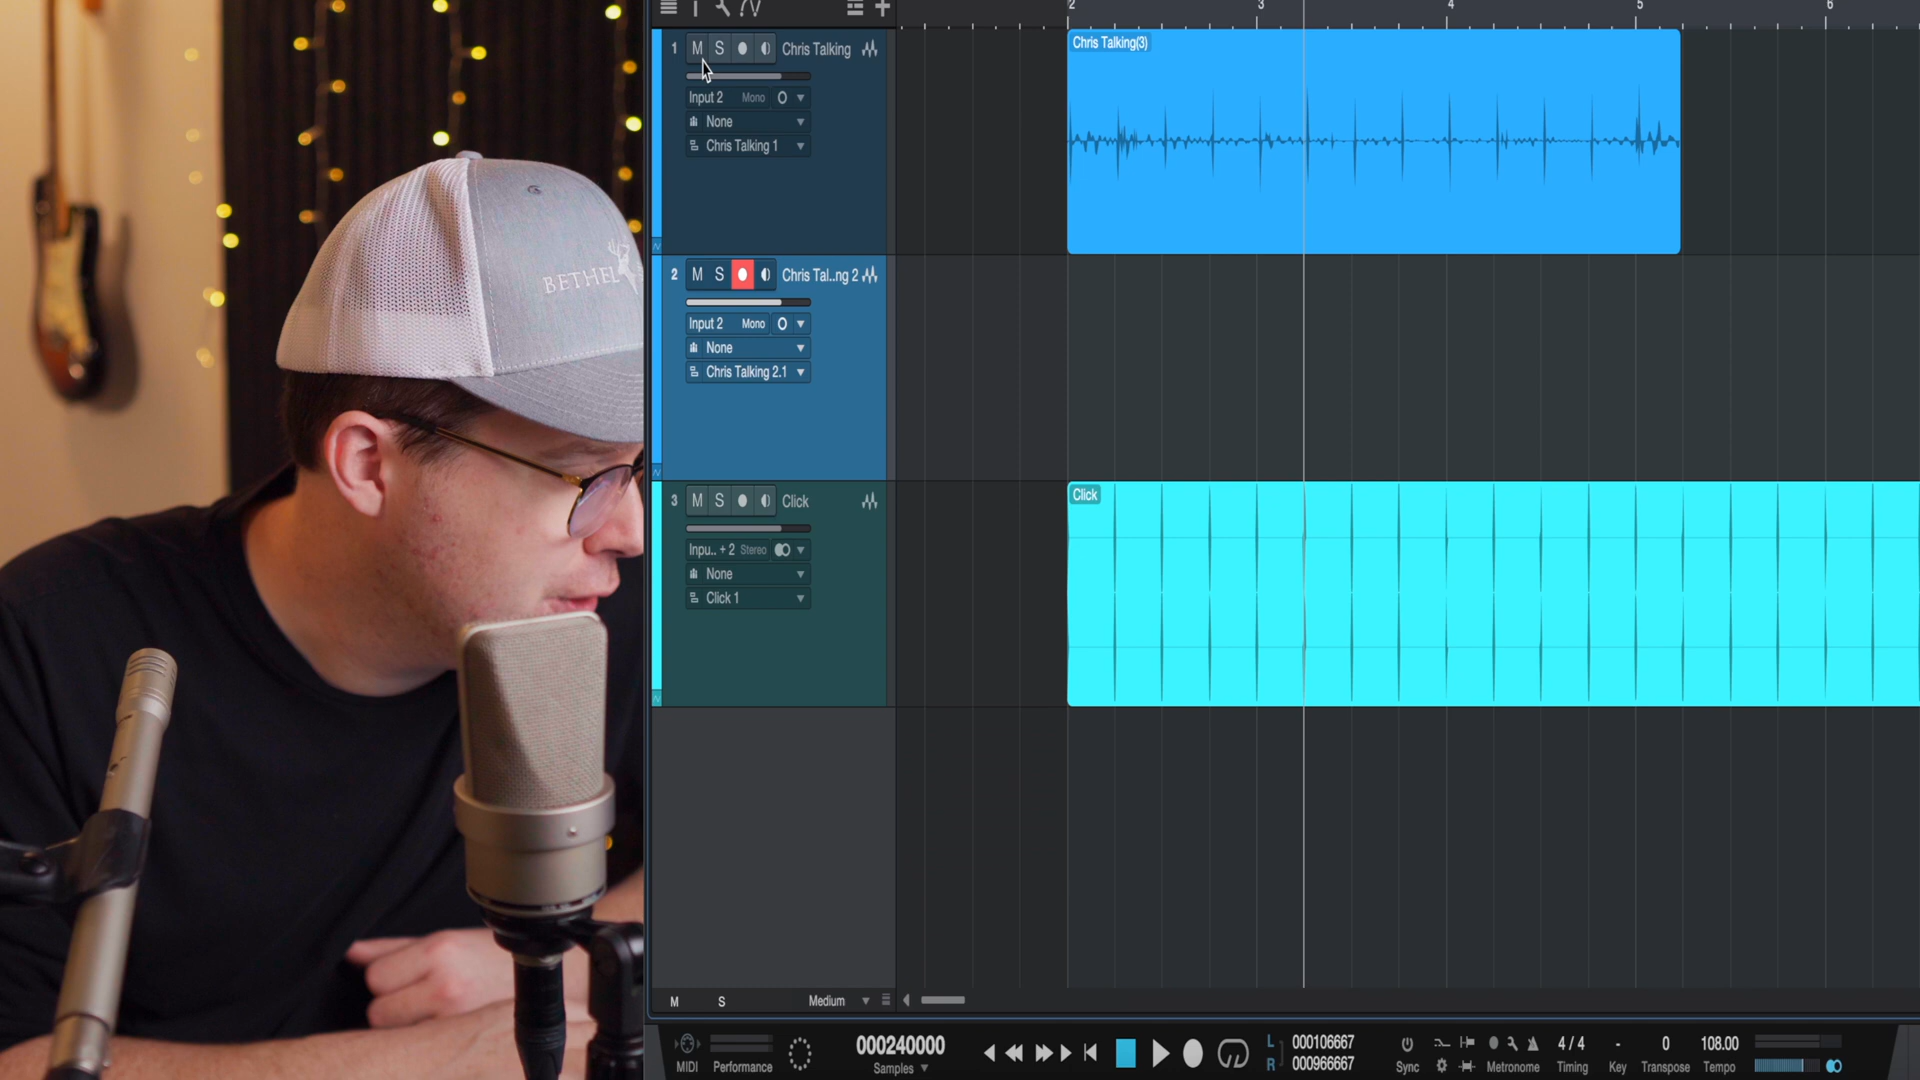 BETHEL
2 3 4 5 6
1 M S Chris Talking
Input 2 Mono
None
Chris Talking 1
Chris Talking(3)
2 M S Chris Tal..ng 2
Input 2 Mono
None
Chris Talking 2.1
3 M S Click
Inpu.. + 2 Stereo
None
Click 1
Click
M S Medium
MIDI
Performance
000240000
Samples
L 000106667
R 000966667
Sync
Metronome
4 / 4
Timing
-
Key
0
Transpose
108.00
Tempo